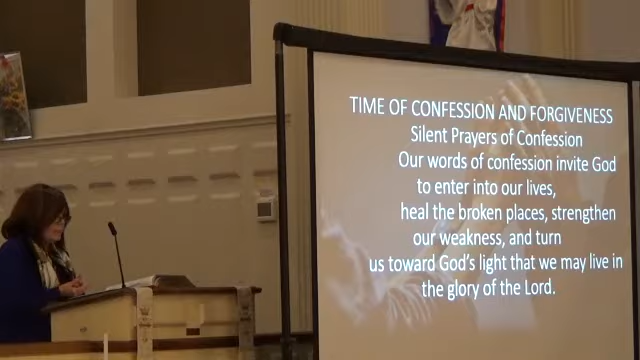 TIME OF CONFESSION AND FORGIVENESS
Silent Prayers of Confession
Our words of confession invite God
to enter into our lives,
heal the broken places, strengthen
our weakness, and turn
us toward God's light that we may live in
the glory of the Lord.